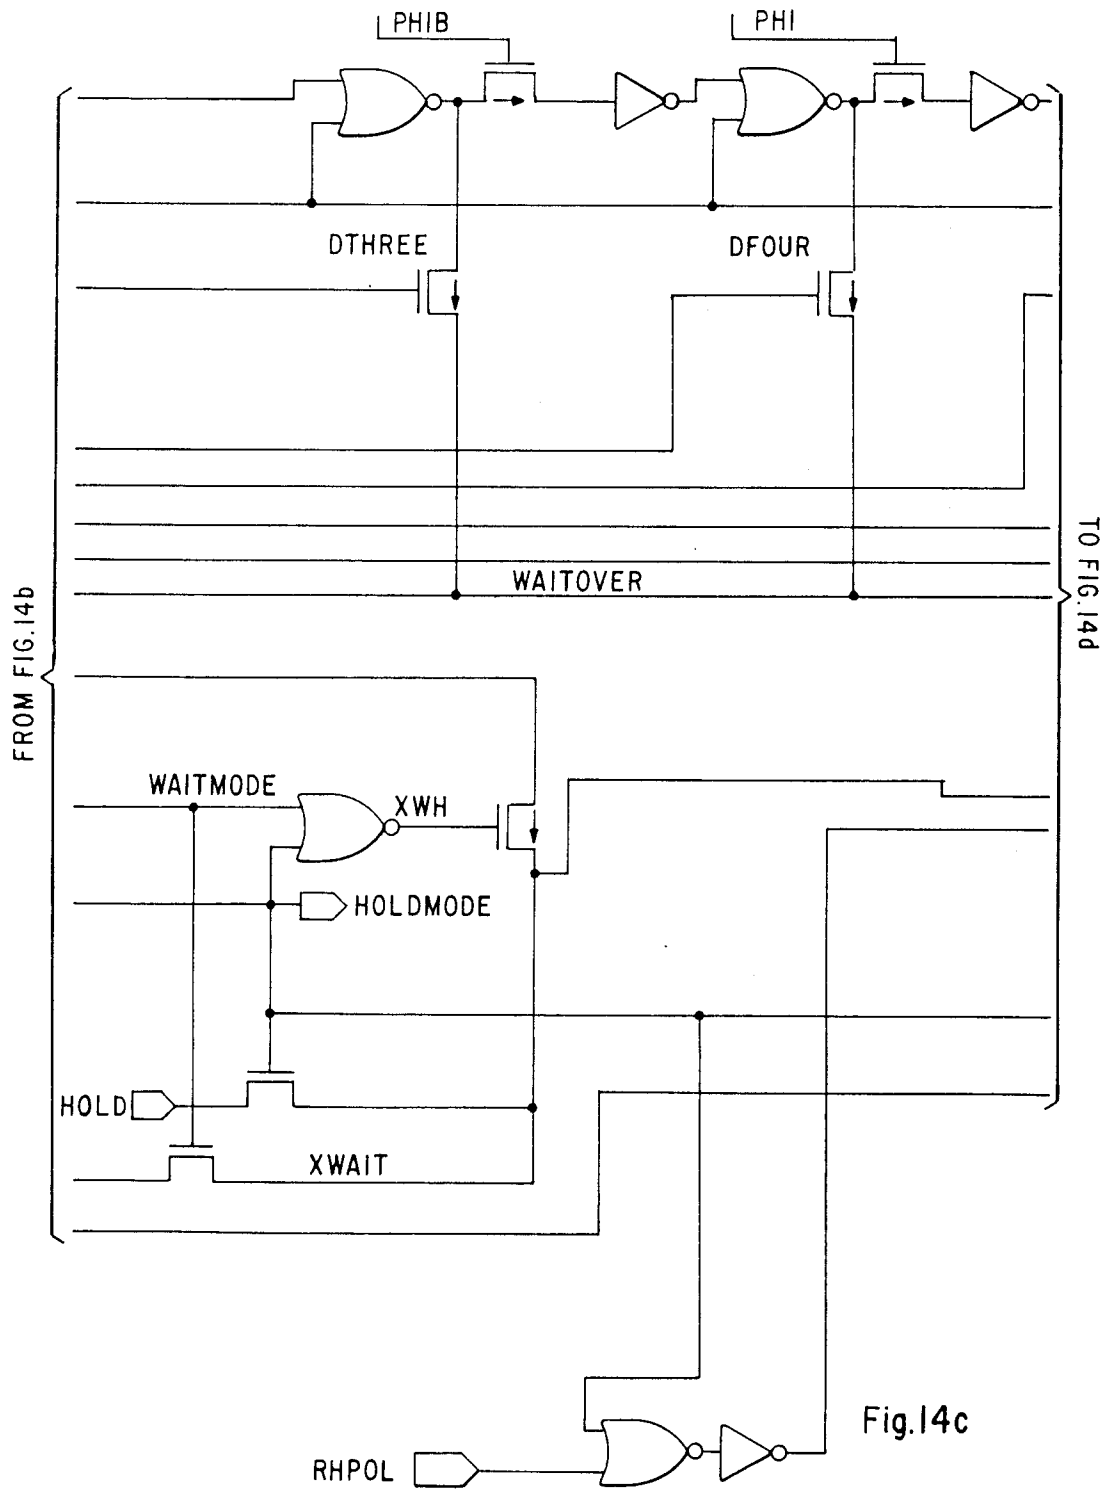 PHIB
PHI
DTHREE
DFOUR
WAITOVER
FROM FIG.14b
TO FIG.14d
WAITMODE
XWH
HOLDMODE
HOLD
XWAIT
Fig.14c
RHPOL